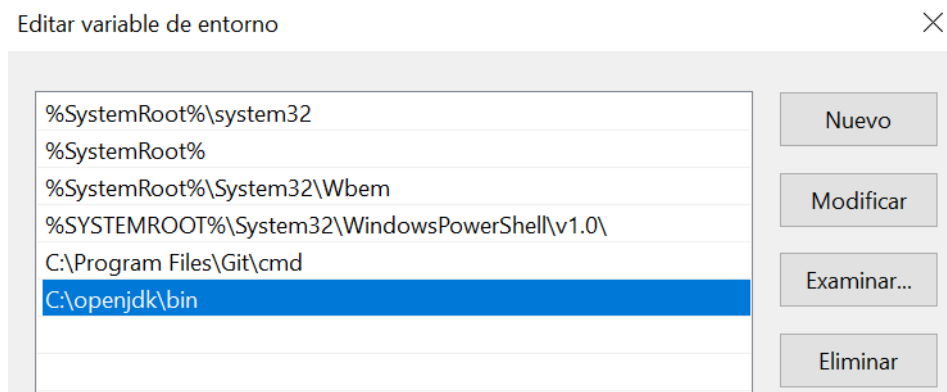 Editar variable de entorno
%SystemRoot%\system32
Nuevo
%SystemRoot%
%SystemRoot%\System32\Wbem
Modificar
%SYSTEMROOT%\System32\WindowsPowerShell\v1.0\
C:\Program Files\Git\cmd
Examinar...
C:\openjdk\bin
Eliminar